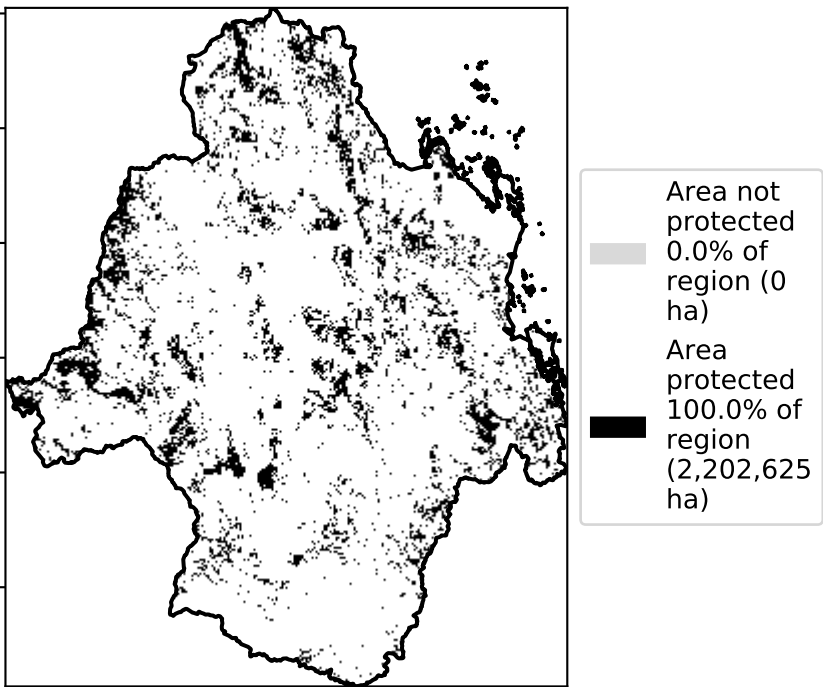 Area not
protected
0.0% of
region (0
ha)
Area
protected
100.0% of
region
(2,202,625
ha)